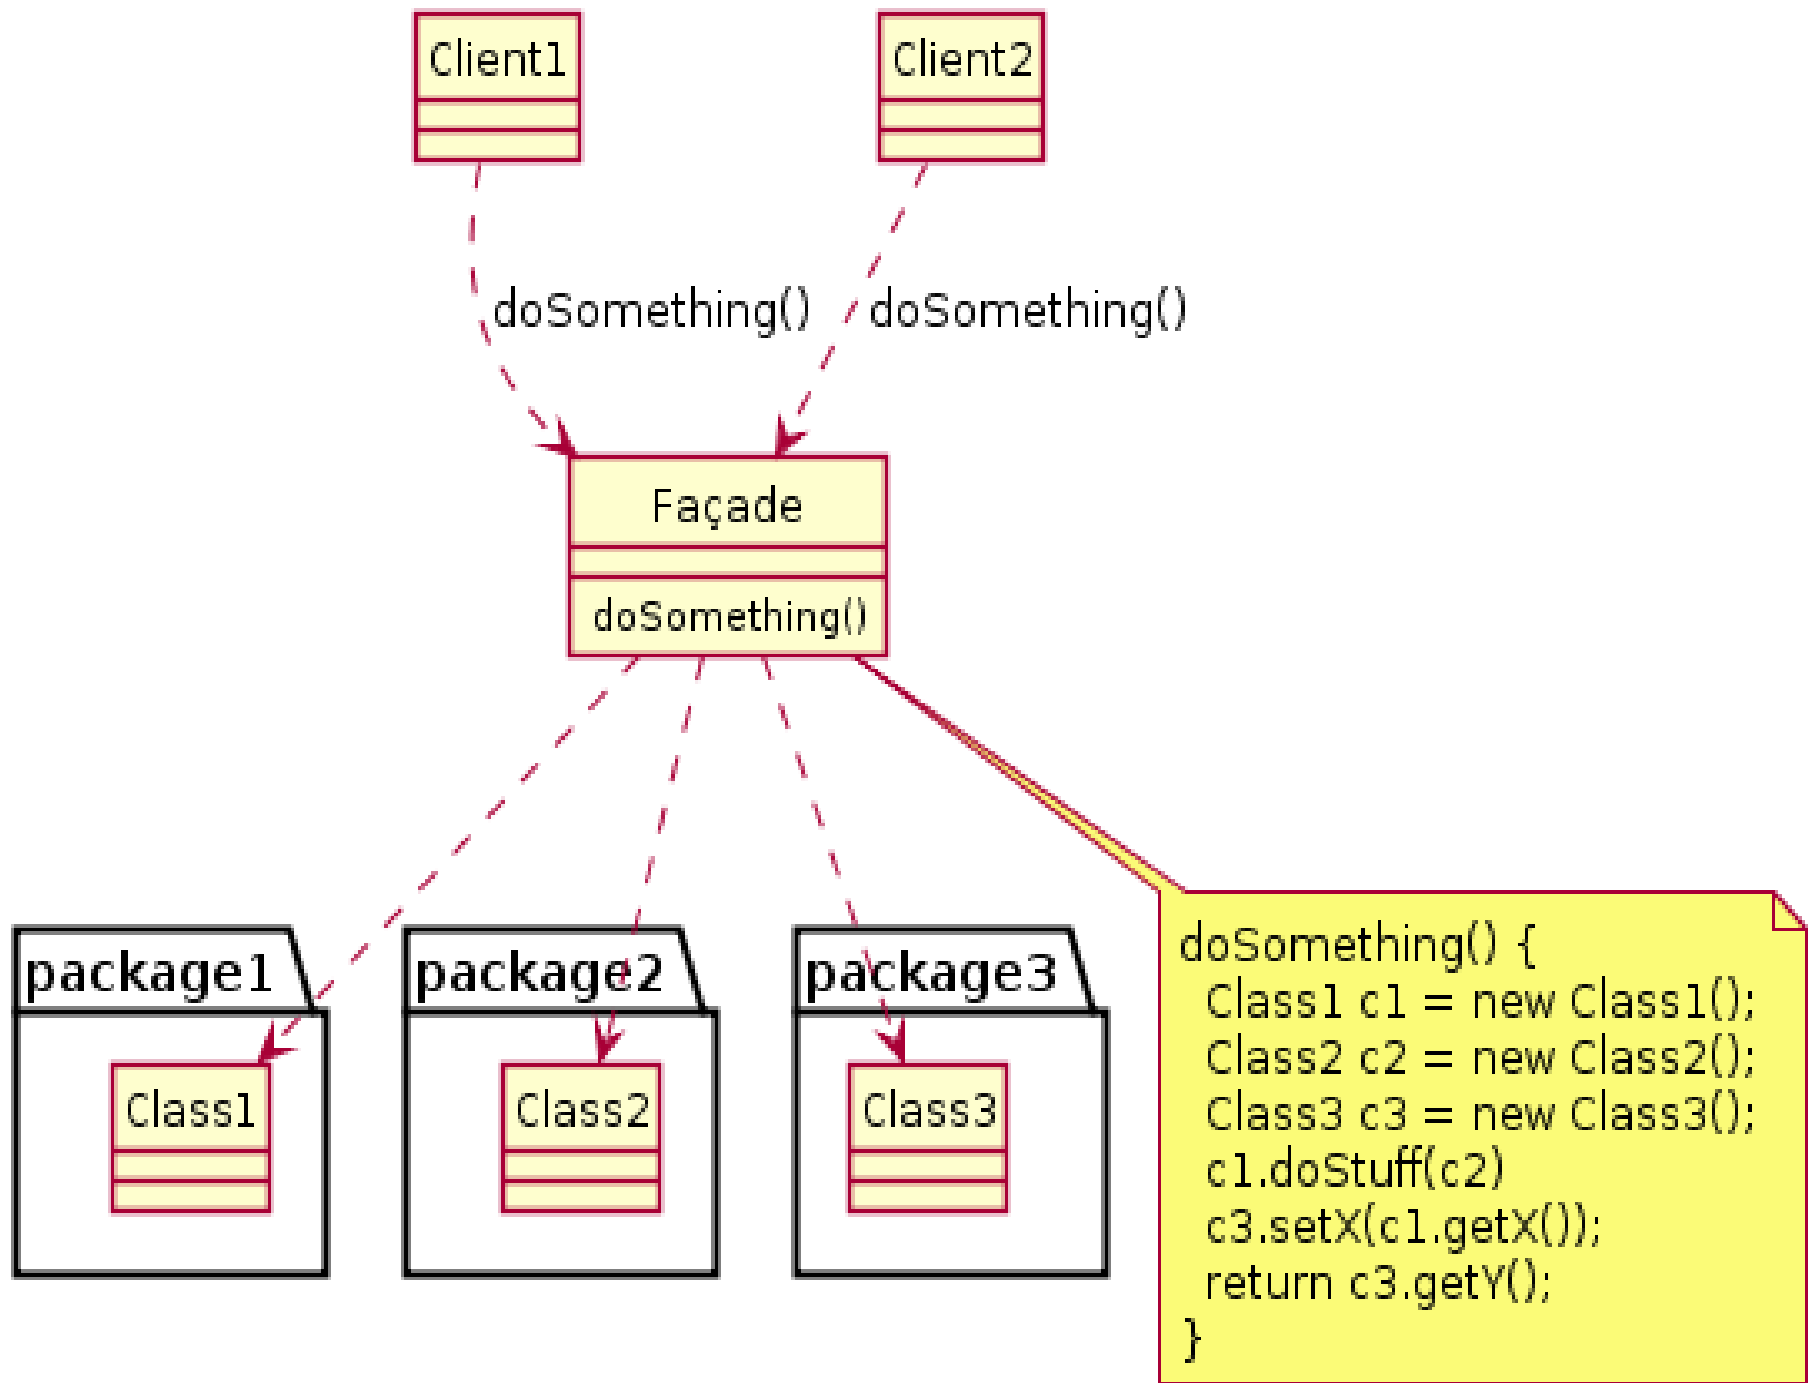 Client1
Client2
doSomething()
doSomething()
Façade
doSomething()
package1
package2
package3
Class1
Class2
Class3
doSomething() {
Class1 c1 = new Class1();
Class2 c2 = new Class2();
Class3 c3 = new Class3();
c1.doStuff(c2)
c3.setX(c1.getX());
return c3.getY();
}